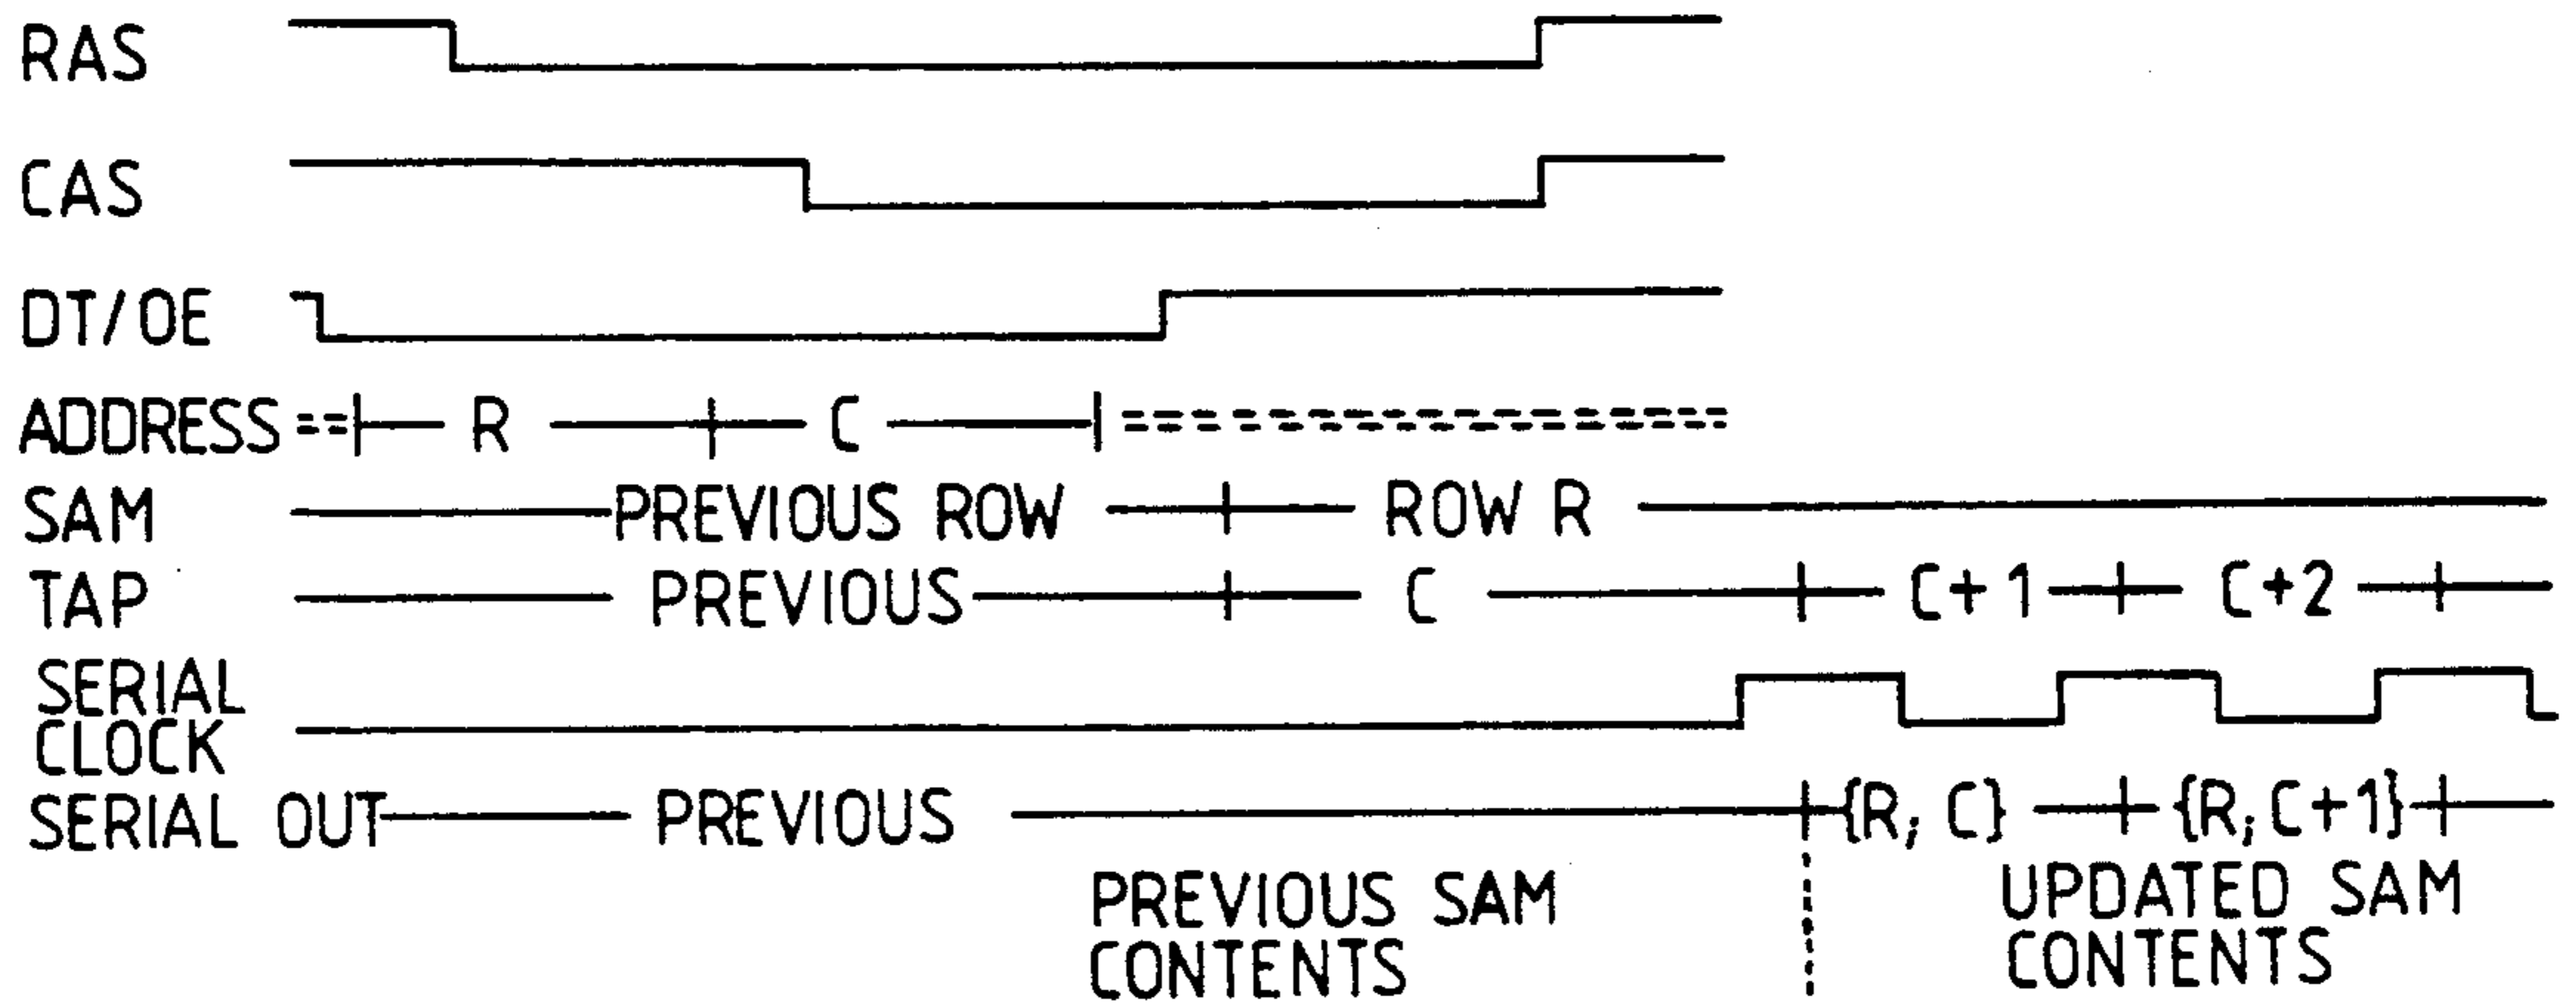 RAS
CAS
DT/OE
ADDRESS R C
SAM PREVIOUS ROW ROW R
TAP PREVIOUS C C+1 C+2
SERIAL
CLOCK
SERIAL OUT PREVIOUS {R; C} {R; C+1}
PREVIOUS SAM
CONTENTS
UPDATED SAM
CONTENTS